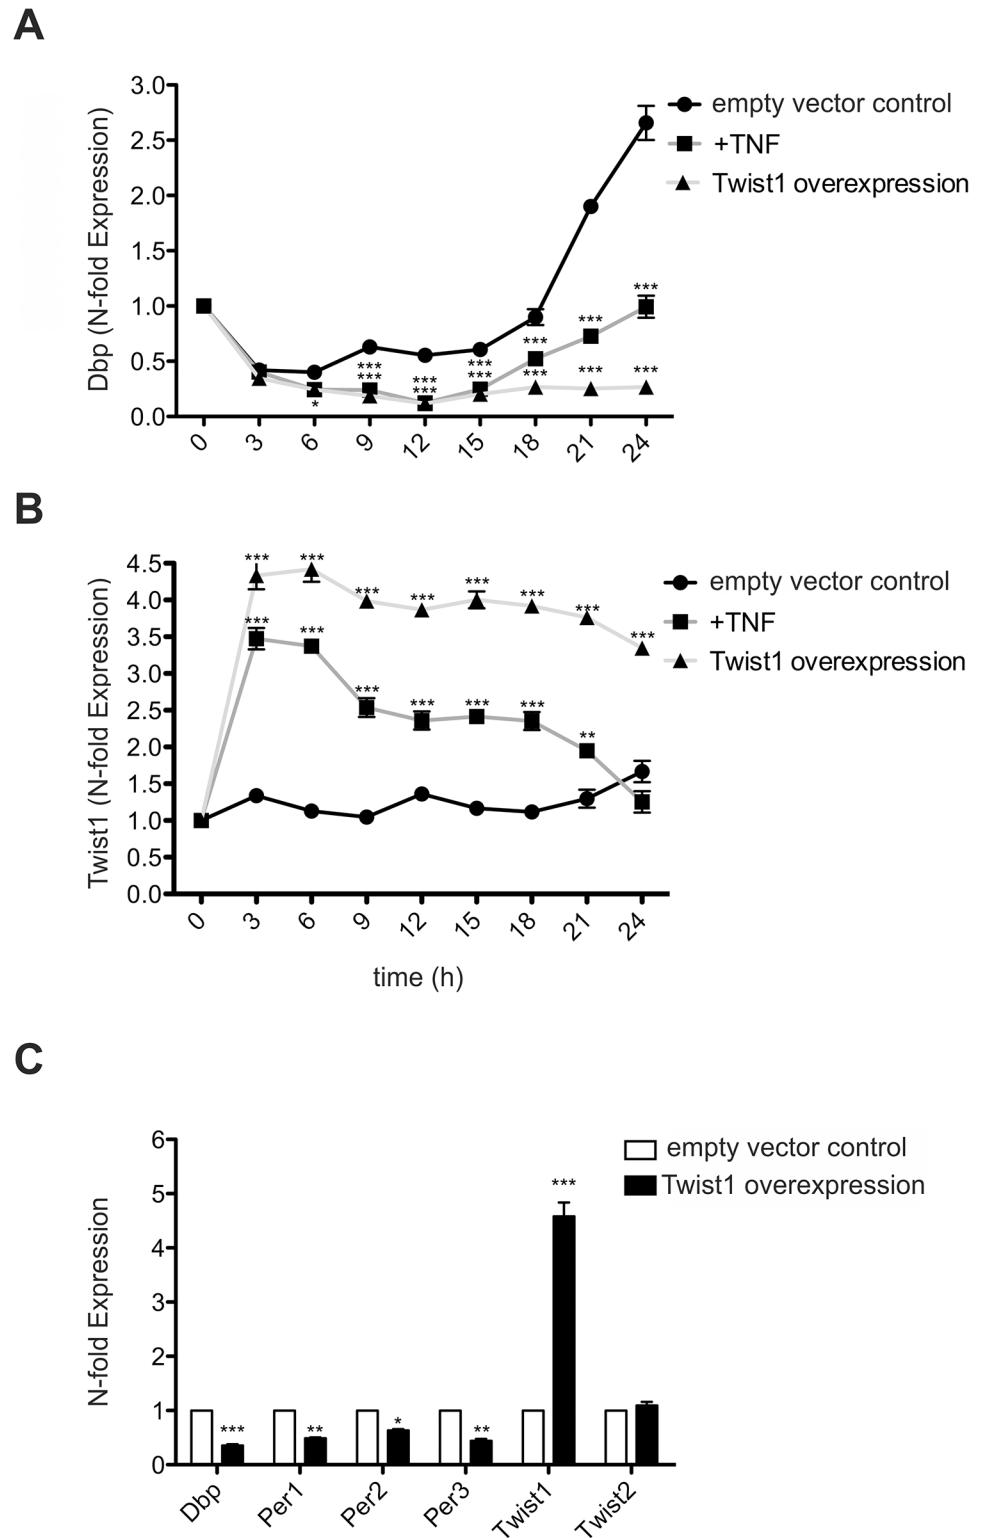 A
3.0
2.5
2.0
1.5
1.0
0.5
0.0
Dbp (N-fold Expression)
empty vector control
+TNF
Twist1 overexpression
***
*** *** *** *** ***
*** *** *** *** *** ***
*
0 3 6 9 12 15 18 21 24
B
4.5
4.0
3.5
3.0
2.5
2.0
1.5
1.0
0.5
0.0
Twist1 (N-fold Expression)
empty vector control
+TNF
Twist1 overexpression
*** *** *** *** *** *** *** ***
*** *** *** *** *** *** **
0 3 6 9 12 15 18 21 24
time (h)
C
6
5
4
3
2
1
0
N-fold Expression
empty vector control
Twist1 overexpression
*** ** * ** ***
Dbp Per1 Per2 Per3 Twist1 Twist2